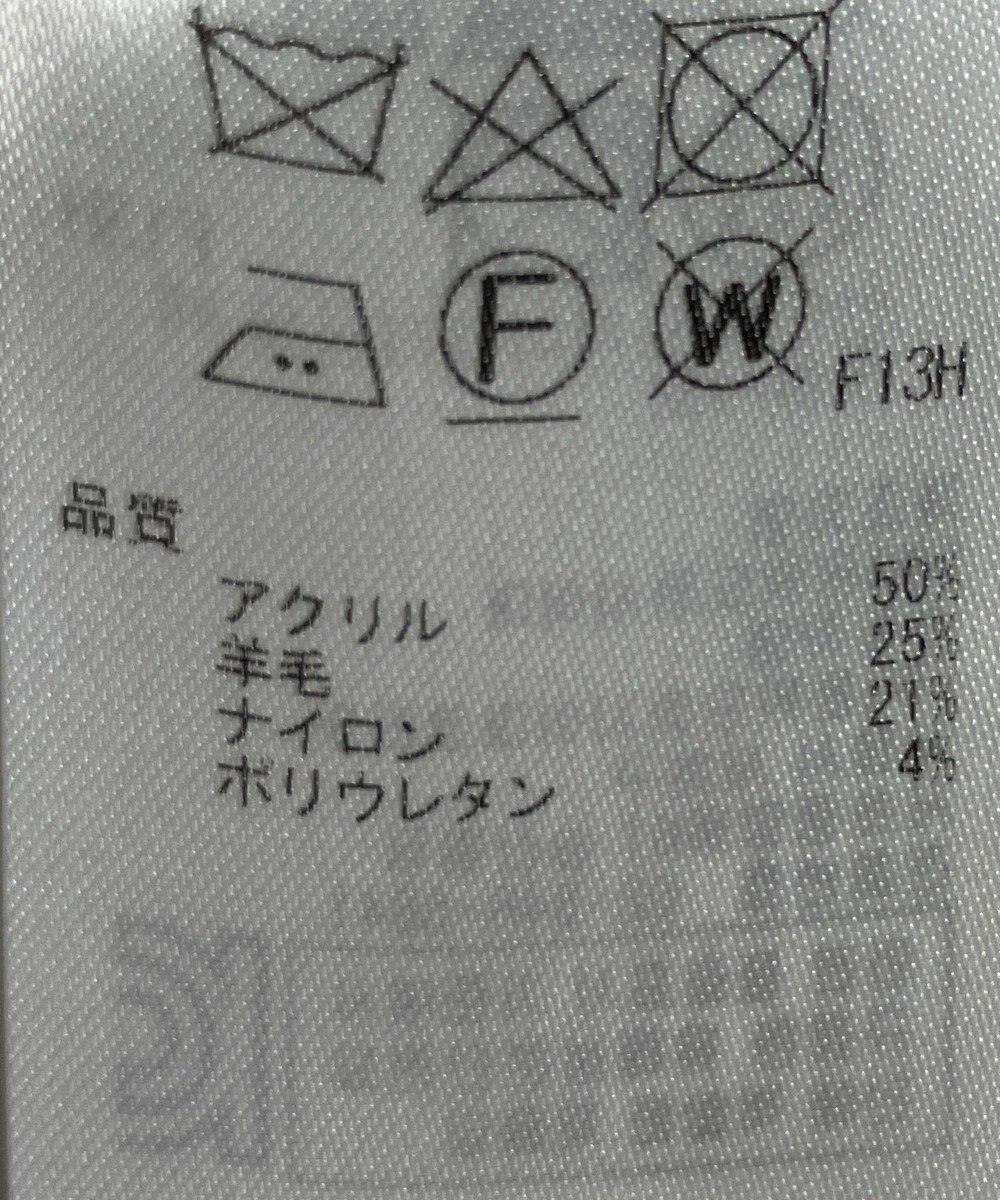 F W F13H
品質
アクリル 50%
羊毛 25%
ナイロン 21%
ポリウレタン 4%